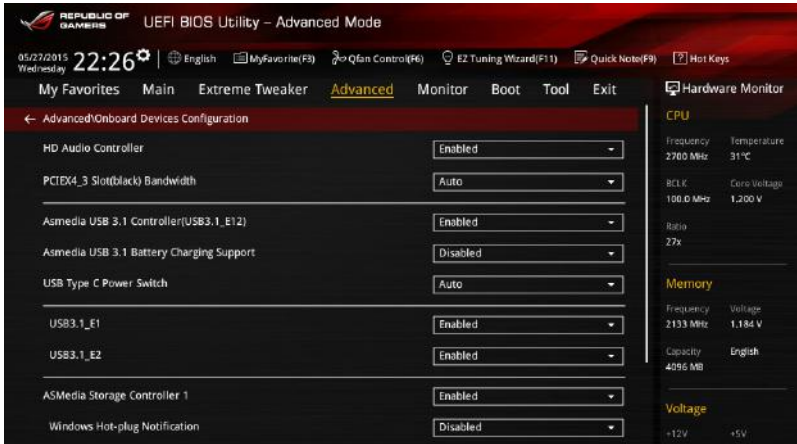 REPUBLIC OF
GAMERS
UEFI BIOS Utility – Advanced Mode
05/27/2015
Wednesday
22:26
English
MyFavorite(F3)
Qfan Control(F6)
EZ Tuning Wizard(F11)
Quick Note(F9)
? Hot Keys
My Favorites Main Extreme Tweaker Advanced Monitor Boot Tool Exit
Hardware Monitor
← Advanced\Onboard Devices Configuration
HD Audio Controller Enabled
PCIEX4_3 Slot(black) Bandwidth Auto
Asmedia USB 3.1 Controller(USB3.1_E12) Enabled
Asmedia USB 3.1 Battery Charging Support Disabled
USB Type C Power Switch Auto
USB3.1_E1 Enabled
USB3.1_E2 Enabled
ASMedia Storage Controller 1 Enabled
Windows Hot-plug Notification Disabled
CPU
Frequency Temperature
2700 MHz 31°C
BCLK Core Voltage
100.0 MHz 1.200 V
Ratio
27x
Memory
Frequency Voltage
2133 MHz 1.184 V
Capacity English
4096 MB
Voltage
+12V +5V